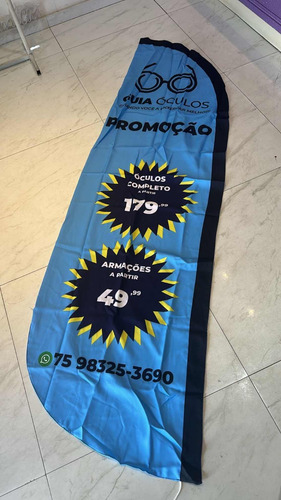 GUIA ÓCULOS
PROMOÇÃO
ÓCULOS
COMPLETO
A PARTIR
179,99
ARMAÇÕES
A PARTIR
49,99
75 98325-3690